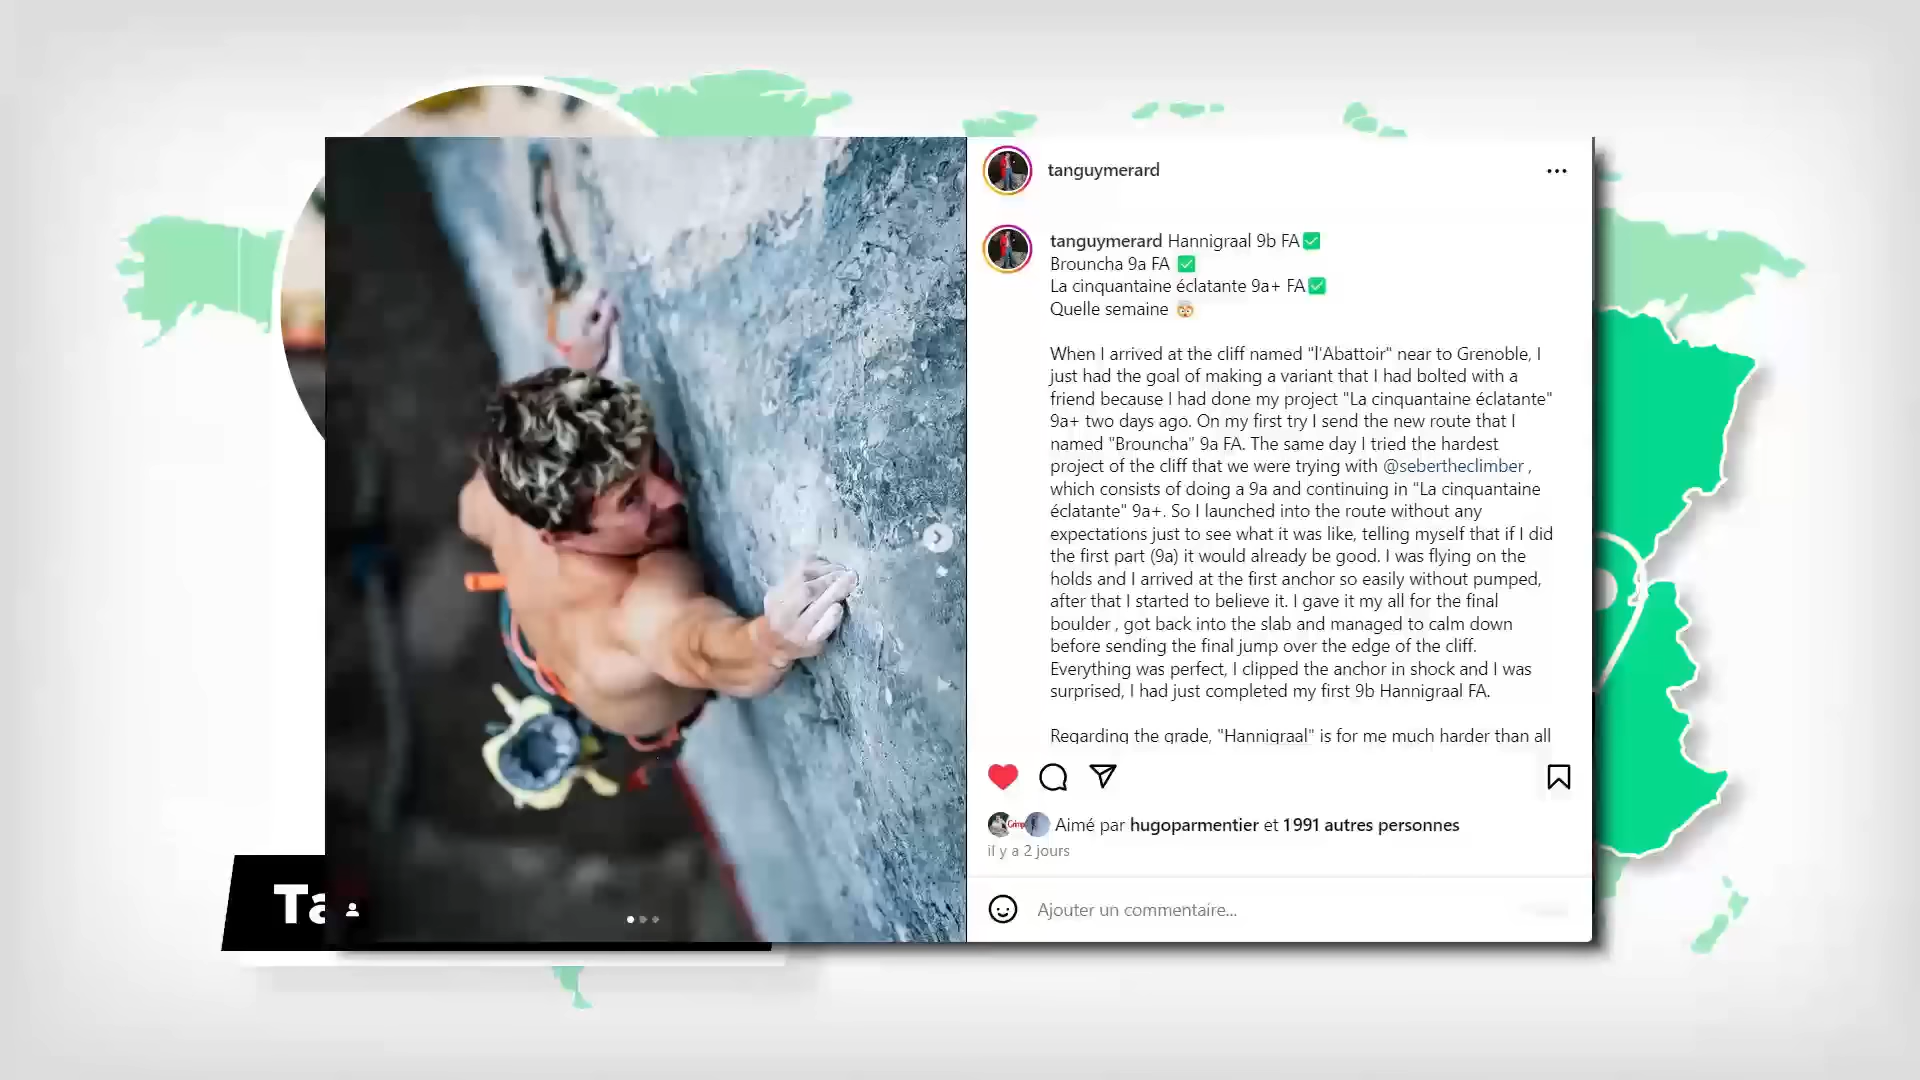 tanguymerard
tanguymerard Hannigraal 9b FA✅
Brouncha 9a FA ✅
La cinquantaine éclatante 9a+ FA✅
Quelle semaine 🤯
When I arrived at the cliff named "l'Abattoir" near to Grenoble, I
just had the goal of making a variant that I had bolted with a
friend because I had done my project "La cinquantaine éclatante"
9a+ two days ago. On my first try I send the new route that I
named "Brouncha" 9a FA. The same day I tried the hardest
project of the cliff that we were trying with @sebertheclimber ,
which consists of doing a 9a and continuing in "La cinquantaine
éclatante" 9a+. So I launched into the route without any
expectations just to see what it was like, telling myself that if I did
the first part (9a) it would already be good. I was flying on the
holds and I arrived at the first anchor so easily without pumped,
after that I started to believe it. I gave it my all for the final
boulder , got back into the slab and managed to calm down
before sending the final jump over the edge of the cliff.
Everything was perfect, I clipped the anchor in shock and I was
surprised, I had just completed my first 9b Hannigraal FA.
Regarding the grade, "Hannigraal" is for me much harder than all
Aimé par hugoparmentier et 1 991 autres personnes
il y a 2 jours
Ta
Ajouter un commentaire...